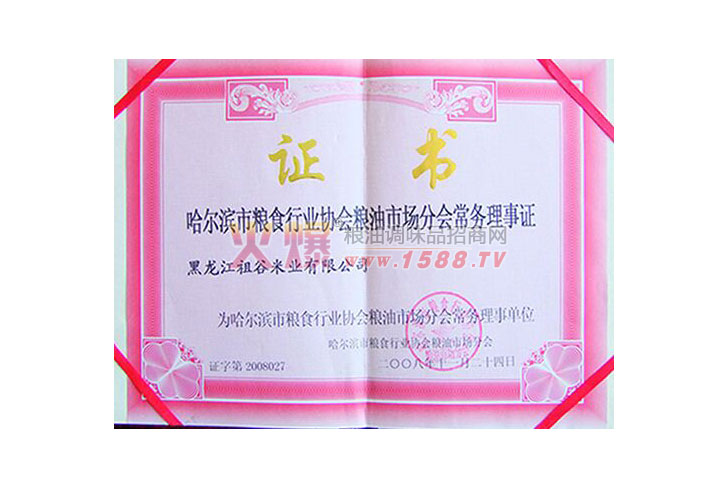 证 书
哈尔滨市粮食行业协会粮油市场分会常务理事证
火爆 粮油调味品招商网
www.1588.TV
黑龙江祖谷米业有限公司
为哈尔滨市粮食行业协会粮油市场分会常务理事单位
哈尔滨市粮食行业协会粮油市场分会
证字第 2008027
二〇〇八年十一月二十四日